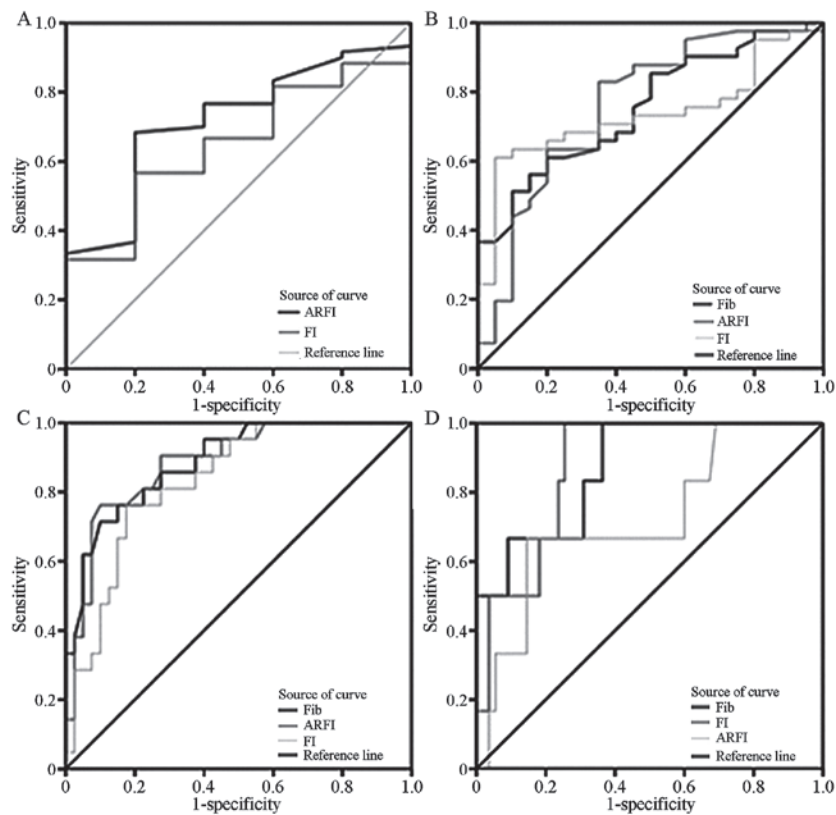 A
1.0
0.8
0.6
0.4
0.2
0
Sensitivity
Source of curve
ARFI
FI
Reference line
0 0.2 0.4 0.6 0.8 1.0
1-specificity
B
1.0
0.8
0.6
0.4
0.2
0.0
Sensitivity
Source of curve
Fib
ARFI
FI
Reference line
0 0.2 0.4 0.6 0.8 1.0
1-specificity
C
1.0
0.8
0.6
0.4
0.2
0.0
Sensitivity
Source of curve
Fib
ARFI
FI
Reference line
0 0.2 0.4 0.6 0.8 1.0
1-specificity
D
1.0
0.8
0.6
0.4
0.2
0.0
Sensitivity
Source of curve
Fib
FI
ARFI
Reference line
0 0.2 0.4 0.6 0.8 1.0
1-specificity